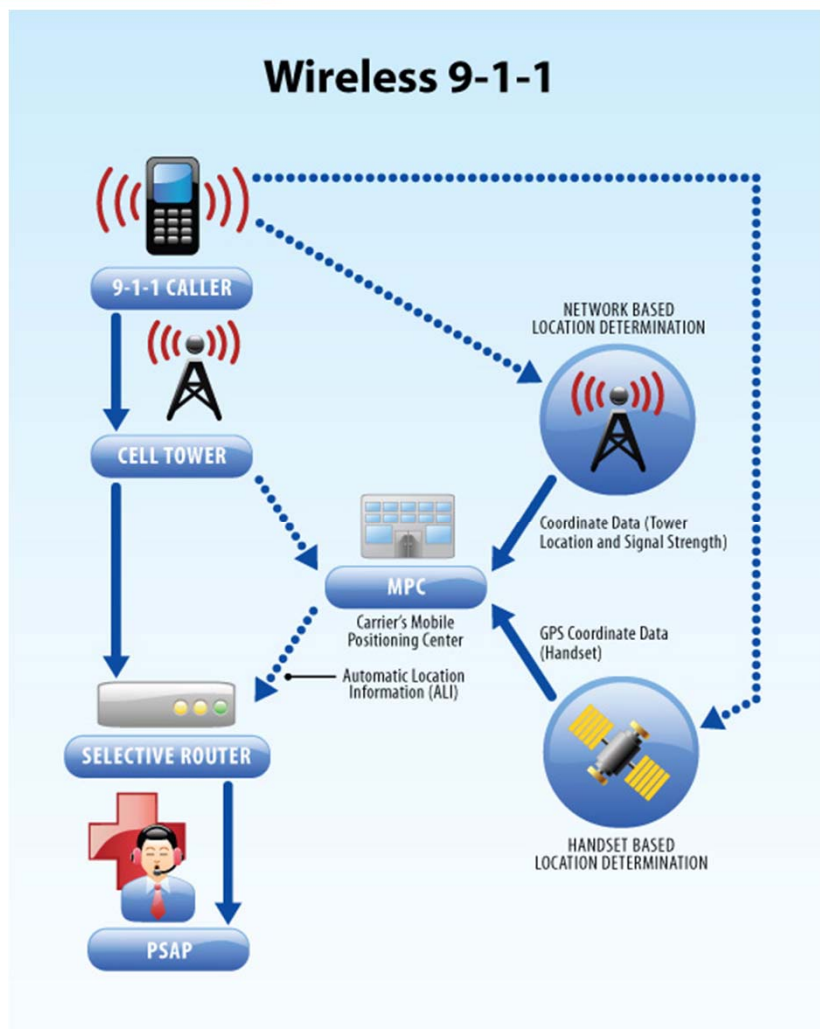 Wireless 9-1-1
9-1-1 CALLER
NETWORK BASED
LOCATION DETERMINATION
CELL TOWER
Coordinate Data (Tower
Location and Signal Strength)
MPC
Carrier's Mobile
Positioning Center
GPS Coordinate Data
(Handset)
Automatic Location
Information (ALI)
SELECTIVE ROUTER
HANDSET BASED
LOCATION DETERMINATION
PSAP